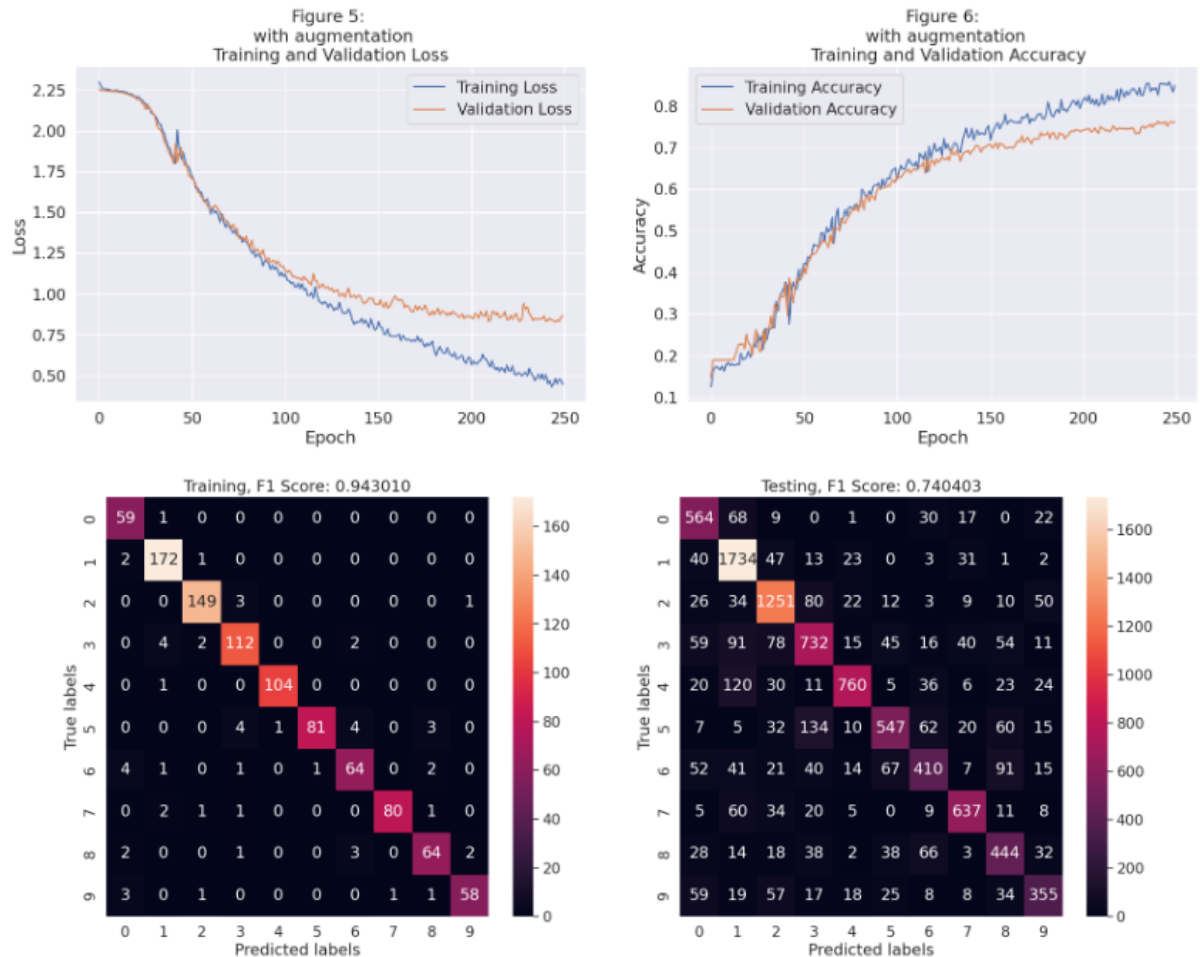 Figure 5:
with augmentation
Training and Validation Loss
Training Loss
Validation Loss
2.25
2.00
1.75
1.50
1.25
1.00
0.75
0.50
Loss
0 50 100 150 200 250
Epoch
Figure 6:
with augmentation
Training and Validation Accuracy
Training Accuracy
Validation Accuracy
0.8
0.7
0.6
0.5
0.4
0.3
0.2
0.1
Accuracy
0 50 100 150 200 250
Epoch
Training, F1 Score: 0.943010
True labels
0 59 1 0 0 0 0 0 0 0 0
1 2 172 1 0 0 0 0 0 0 0
2 0 0 149 3 0 0 0 0 0 1
3 0 4 2 112 0 0 2 0 0 0
4 0 1 0 0 104 0 0 0 0 0
5 0 0 0 4 1 81 4 0 3 0
6 4 1 0 1 0 1 64 0 2 0
7 0 2 1 1 0 0 0 80 1 0
8 2 0 0 1 0 0 3 0 64 2
9 3 0 1 0 0 0 0 1 1 58
0 1 2 3 4 5 6 7 8 9
Predicted labels
160
140
120
100
80
60
40
20
0
Testing, F1 Score: 0.740403
True labels
0 564 68 9 0 1 0 30 17 0 22
1 40 1734 47 13 23 0 3 31 1 2
2 26 34 1251 80 22 12 3 9 10 50
3 59 91 78 732 15 45 16 40 54 11
4 20 120 30 11 760 5 36 6 23 24
5 7 5 32 134 10 547 62 20 60 15
6 52 41 21 40 14 67 410 7 91 15
7 5 60 34 20 5 0 9 637 11 8
8 28 14 18 38 2 38 66 3 444 32
9 59 19 57 17 18 25 8 8 34 355
0 1 2 3 4 5 6 7 8 9
Predicted labels
1600
1400
1200
1000
800
600
400
200
0